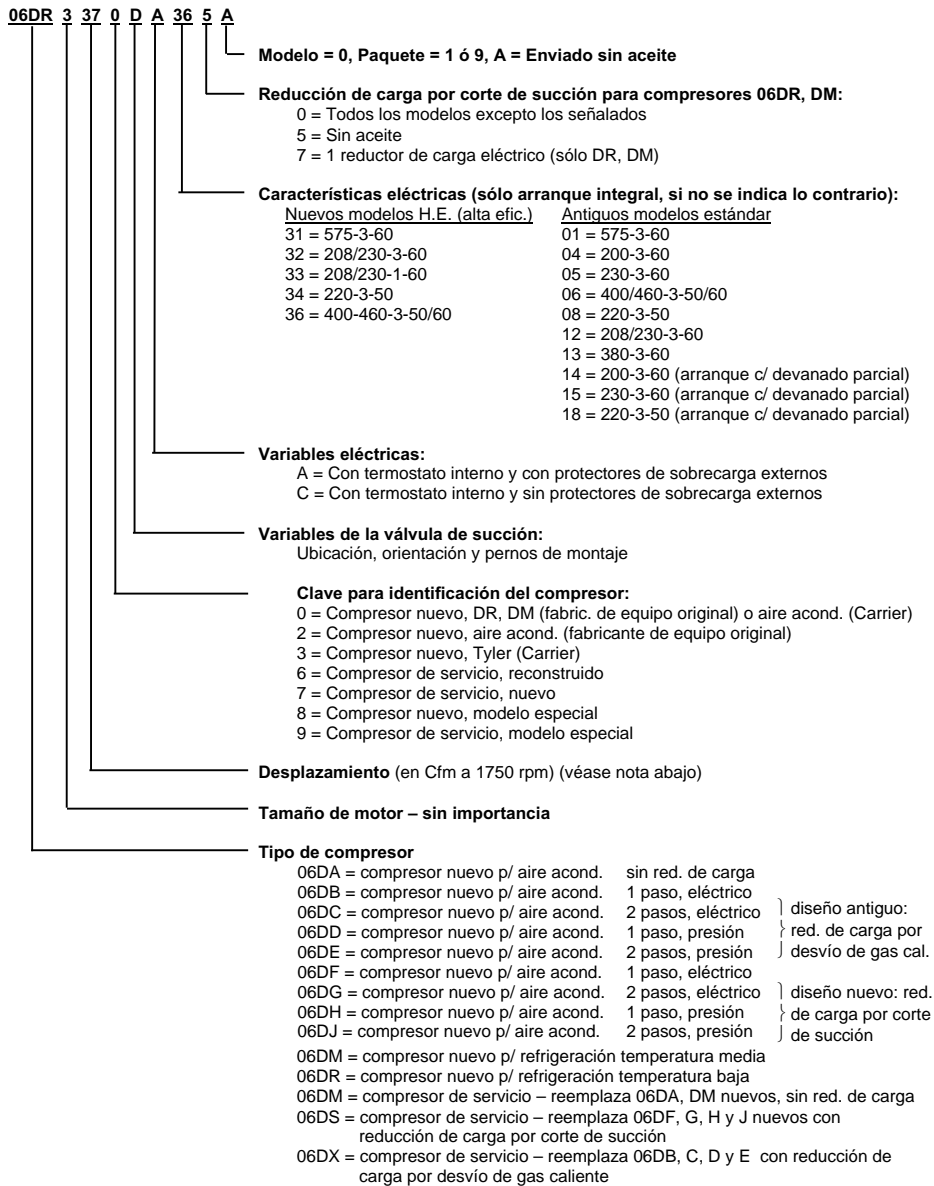 06DR 3 37 0 D A 36 5 A
Modelo = 0, Paquete = 1 ó 9, A = Enviado sin aceite
Reducción de carga por corte de succión para compresores 06DR, DM:
0 = Todos los modelos excepto los señalados
5 = Sin aceite
7 = 1 reductor de carga eléctrico (sólo DR, DM)
Características eléctricas (sólo arranque integral, si no se indica lo contrario):
Nuevos modelos H.E. (alta efic.) Antiguos modelos estándar
31 = 575-3-60 01 = 575-3-60
32 = 208/230-3-60 04 = 200-3-60
33 = 208/230-1-60 05 = 230-3-60
34 = 220-3-50 06 = 400/460-3-50/60
36 = 400-460-3-50/60 08 = 220-3-50
12 = 208/230-3-60
13 = 380-3-60
14 = 200-3-60 (arranque c/ devanado parcial)
15 = 230-3-60 (arranque c/ devanado parcial)
18 = 220-3-50 (arranque c/ devanado parcial)
Variables eléctricas:
A = Con termostato interno y con protectores de sobrecarga externos
C = Con termostato interno y sin protectores de sobrecarga externos
Variables de la válvula de succión:
Ubicación, orientación y pernos de montaje
Clave para identificación del compresor:
0 = Compresor nuevo, DR, DM (fabric. de equipo original) o aire acond. (Carrier)
2 = Compresor nuevo, aire acond. (fabricante de equipo original)
3 = Compresor nuevo, Tyler (Carrier)
6 = Compresor de servicio, reconstruido
7 = Compresor de servicio, nuevo
8 = Compresor nuevo, modelo especial
9 = Compresor de servicio, modelo especial
Desplazamiento (en Cfm a 1750 rpm) (véase nota abajo)
Tamaño de motor – sin importancia
Tipo de compresor
06DA = compresor nuevo p/ aire acond. sin red. de carga
06DB = compresor nuevo p/ aire acond. 1 paso, eléctrico
06DC = compresor nuevo p/ aire acond. 2 pasos, eléctrico diseño antiguo:
06DD = compresor nuevo p/ aire acond. 1 paso, presión red. de carga por
06DE = compresor nuevo p/ aire acond. 2 pasos, presión desvío de gas cal.
06DF = compresor nuevo p/ aire acond. 1 paso, eléctrico
06DG = compresor nuevo p/ aire acond. 2 pasos, eléctrico diseño nuevo: red.
06DH = compresor nuevo p/ aire acond. 1 paso, presión de carga por corte
06DJ = compresor nuevo p/ aire acond. 2 pasos, presión de succión
06DM = compresor nuevo p/ refrigeración temperatura media
06DR = compresor nuevo p/ refrigeración temperatura baja
06DM = compresor de servicio – reemplaza 06DA, DM nuevos, sin red. de carga
06DS = compresor de servicio – reemplaza 06DF, G, H y J nuevos con
reducción de carga por corte de succión
06DX = compresor de servicio – reemplaza 06DB, C, D y E con reducción de
carga por desvío de gas caliente